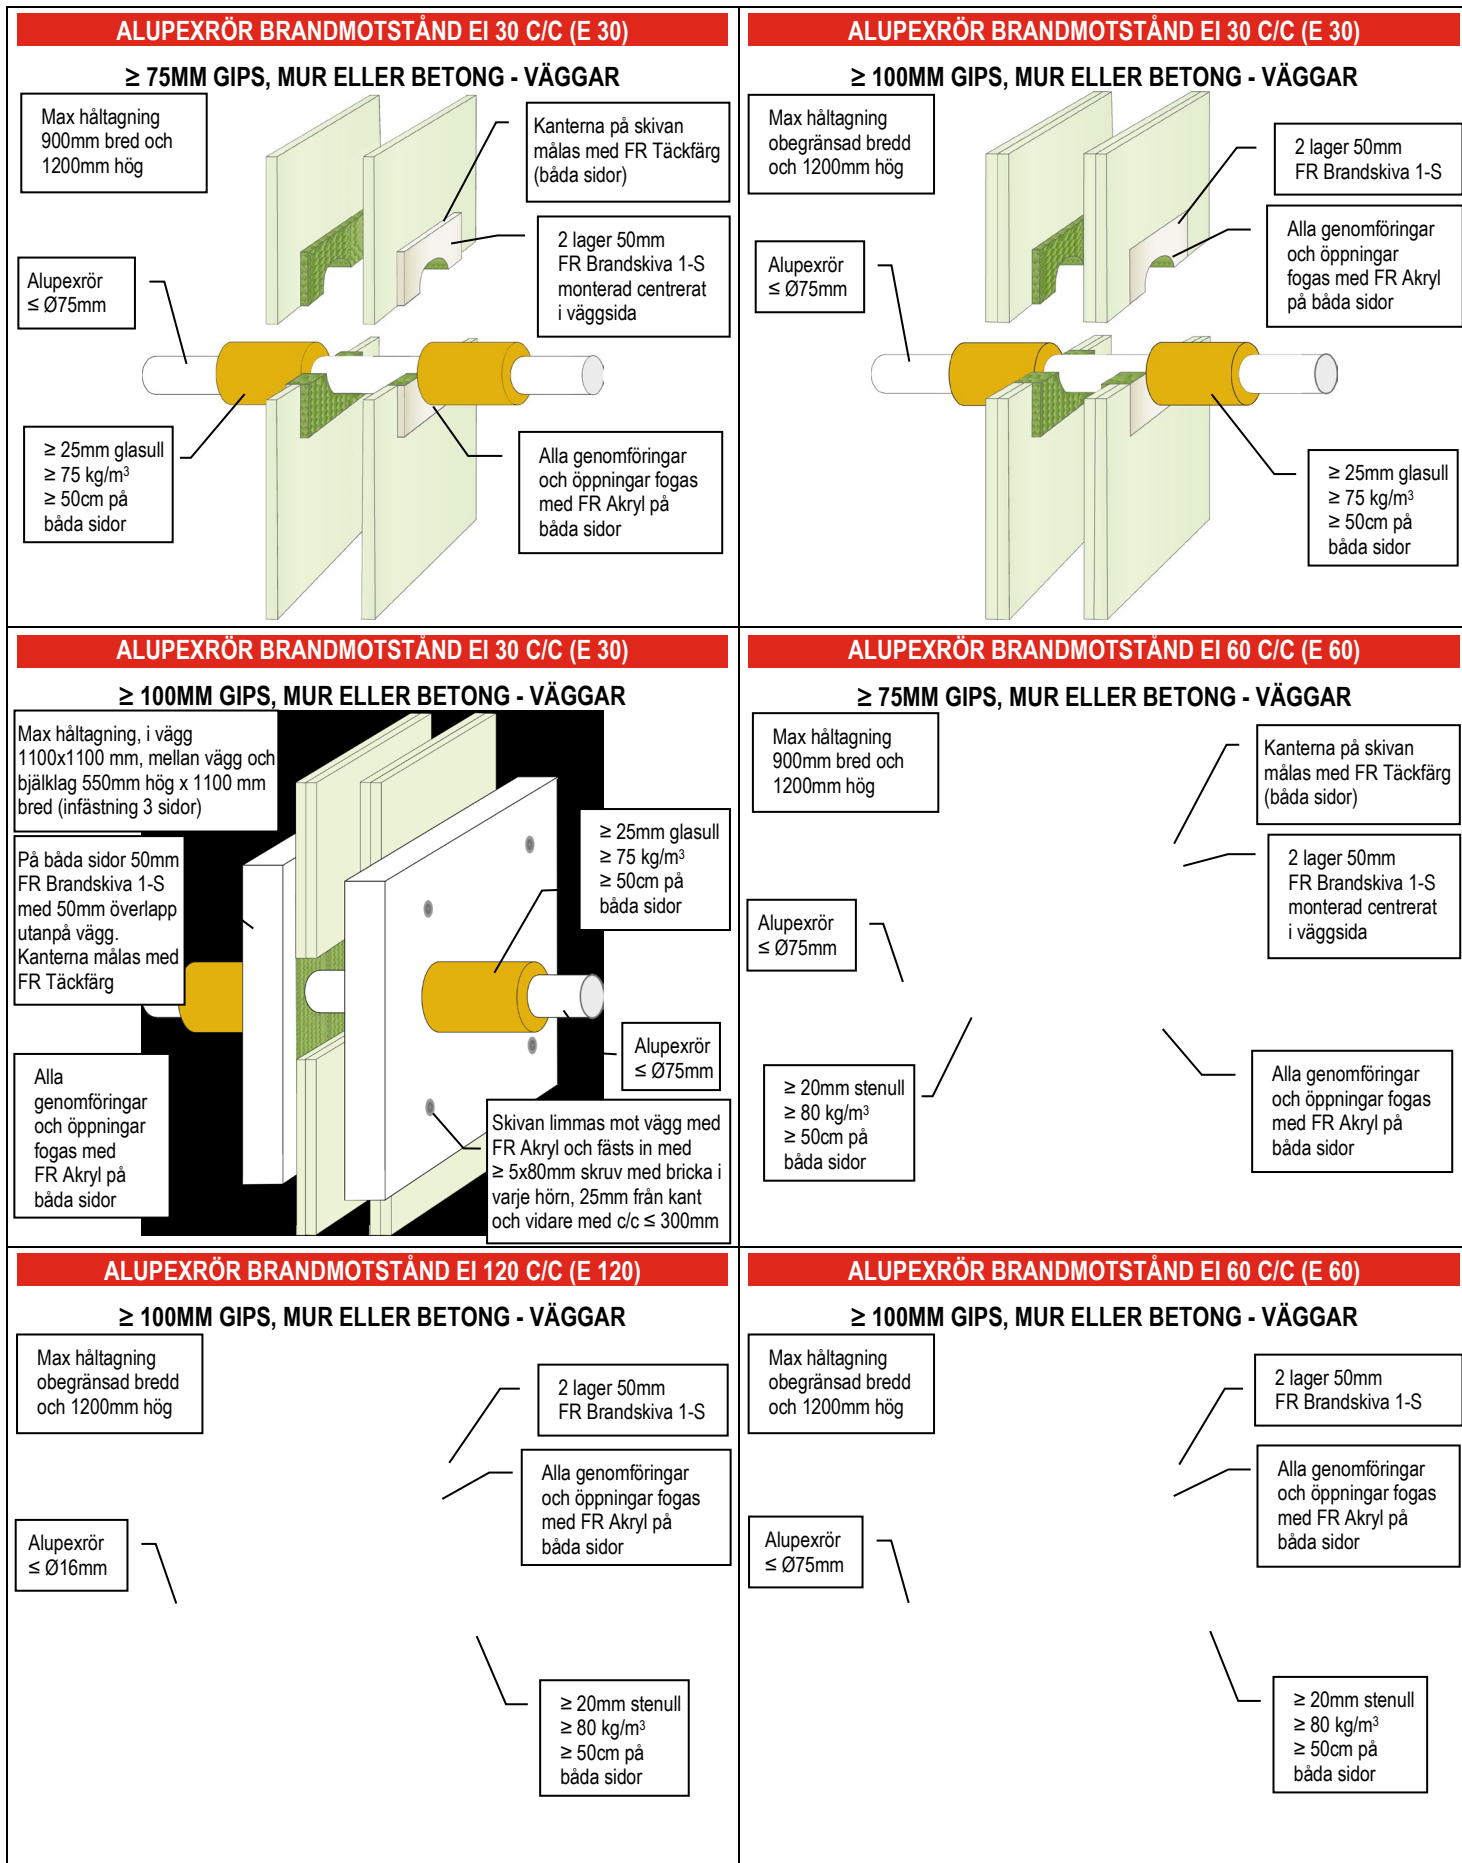 ALUPEXRÖR BRANDMOTSTÅND EI 30 C/C (E 30)
≥ 75MM GIPS, MUR ELLER BETONG - VÄGGAR
Max håltagning
900mm bred och
1200mm hög
Kanterna på skivan
målas med FR Täckfärg
(båda sidor)
2 lager 50mm
FR Brandskiva 1-S
monterad centrerat
i väggsida
Alupexrör
≤ Ø75mm
≥ 25mm glasull
≥ 75 kg/m³
≥ 50cm på
båda sidor
Alla genomföringar
och öppningar fogas
med FR Akryl på
båda sidor
ALUPEXRÖR BRANDMOTSTÅND EI 30 C/C (E 30)
≥ 100MM GIPS, MUR ELLER BETONG - VÄGGAR
Max håltagning
obegränsad bredd
och 1200mm hög
2 lager 50mm
FR Brandskiva 1-S
Alla genomföringar
och öppningar
fogas med FR Akryl
på båda sidor
Alupexrör
≤ Ø75mm
≥ 25mm glasull
≥ 75 kg/m³
≥ 50cm på
båda sidor
ALUPEXRÖR BRANDMOTSTÅND EI 30 C/C (E 30)
≥ 100MM GIPS, MUR ELLER BETONG - VÄGGAR
Max håltagning, i vägg
1100x1100 mm, mellan vägg och
bjälklag 550mm hög x 1100 mm
bred (infästning 3 sidor)
≥ 25mm glasull
≥ 75 kg/m³
≥ 50cm på
båda sidor
På båda sidor 50mm
FR Brandskiva 1-S
med 50mm överlapp
utanpå vägg.
Kanterna målas med
FR Täckfärg
Alupexrör
≤ Ø75mm
Alla
genomföringar
och öppningar
fogas med
FR Akryl på
båda sidor
Skivan limmas mot vägg med
FR Akryl och fästs in med
≥ 5x80mm skruv med bricka i
varje hörn, 25mm från kant
och vidare med c/c ≤ 300mm
ALUPEXRÖR BRANDMOTSTÅND EI 60 C/C (E 60)
≥ 75MM GIPS, MUR ELLER BETONG - VÄGGAR
Max håltagning
900mm bred och
1200mm hög
Kanterna på skivan
målas med FR Täckfärg
(båda sidor)
2 lager 50mm
FR Brandskiva 1-S
monterad centrerat
i väggsida
Alupexrör
≤ Ø75mm
≥ 20mm stenull
≥ 80 kg/m³
≥ 50cm på
båda sidor
Alla genomföringar
och öppningar fogas
med FR Akryl på
båda sidor
ALUPEXRÖR BRANDMOTSTÅND EI 120 C/C (E 120)
≥ 100MM GIPS, MUR ELLER BETONG - VÄGGAR
Max håltagning
obegränsad bredd
och 1200mm hög
2 lager 50mm
FR Brandskiva 1-S
Alla genomföringar
och öppningar fogas
med FR Akryl på
båda sidor
Alupexrör
≤ Ø16mm
≥ 20mm stenull
≥ 80 kg/m³
≥ 50cm på
båda sidor
ALUPEXRÖR BRANDMOTSTÅND EI 60 C/C (E 60)
≥ 100MM GIPS, MUR ELLER BETONG - VÄGGAR
Max håltagning
obegränsad bredd
och 1200mm hög
2 lager 50mm
FR Brandskiva 1-S
Alla genomföringar
och öppningar fogas
med FR Akryl på
båda sidor
Alupexrör
≤ Ø75mm
≥ 20mm stenull
≥ 80 kg/m³
≥ 50cm på
båda sidor